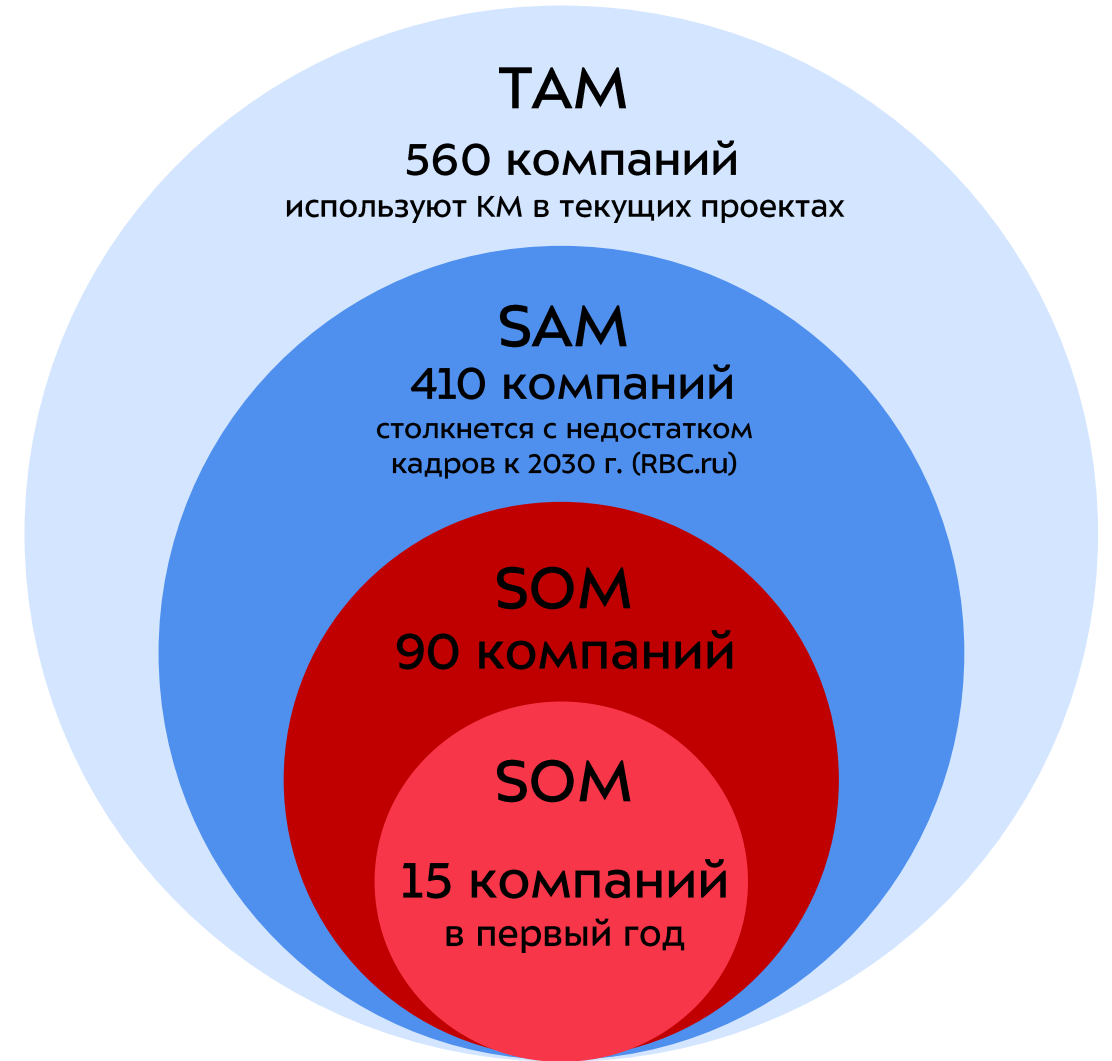 TAM
560 компаний
используют КМ в текущих проектах
SAM
410 компаний
столкнется с недостатком
кадров к 2030 г. (RBC.ru)
SOM
90 компаний
SOM
15 компаний
в первый год